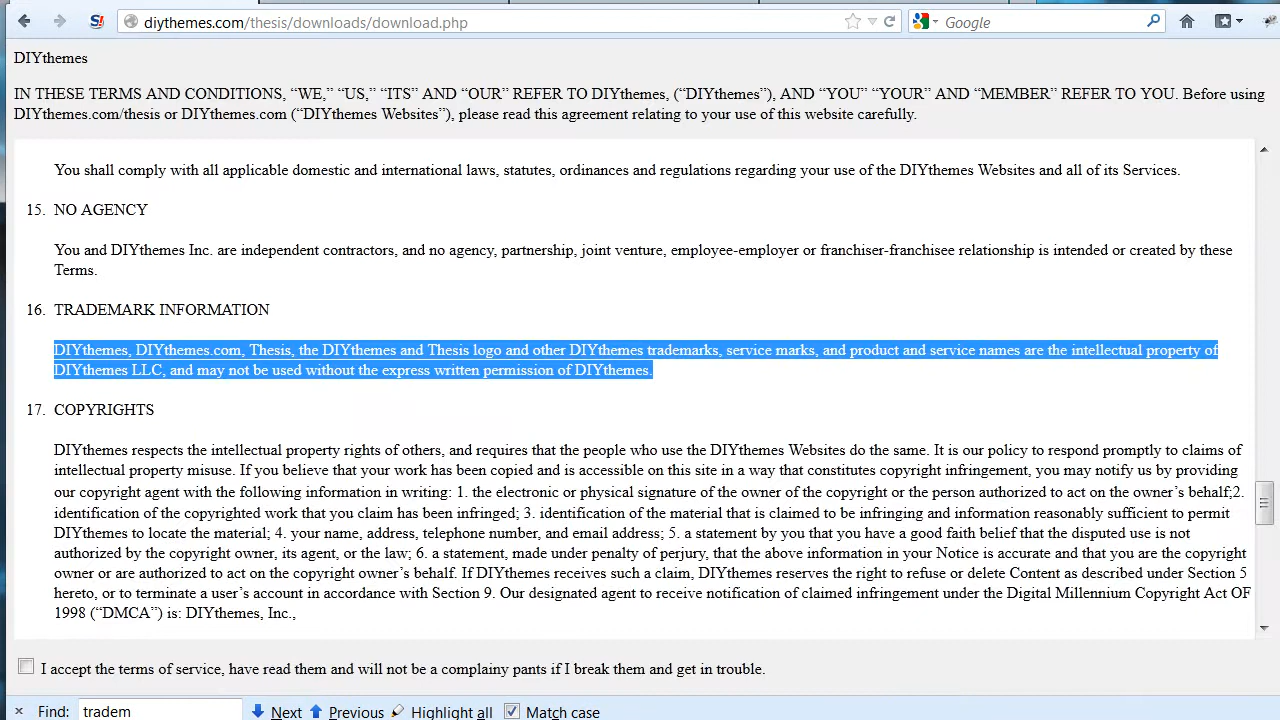 diythemes.com/thesis/downloads/download.php
Google
DIYthemes
IN THESE TERMS AND CONDITIONS, “WE,” “US,” “ITS” AND “OUR” REFER TO DIYthemes, (“DIYthemes”), AND “YOU” “YOUR” AND “MEMBER” REFER TO YOU. Before using
DIYthemes.com/thesis or DIYthemes.com (“DIYthemes Websites”), please read this agreement relating to your use of this website carefully.
You shall comply with all applicable domestic and international laws, statutes, ordinances and regulations regarding your use of the DIYthemes Websites and all of its Services.
15. NO AGENCY
You and DIYthemes Inc. are independent contractors, and no agency, partnership, joint venture, employee-employer or franchiser-franchisee relationship is intended or created by these
Terms.
16. TRADEMARK INFORMATION
DIYthemes, DIYthemes.com, Thesis, the DIYthemes and Thesis logo and other DIYthemes trademarks, service marks, and product and service names are the intellectual property of
DIYthemes LLC, and may not be used without the express written permission of DIYthemes.
17. COPYRIGHTS
DIYthemes respects the intellectual property rights of others, and requires that the people who use the DIYthemes Websites do the same. It is our policy to respond promptly to claims of
intellectual property misuse. If you believe that your work has been copied and is accessible on this site in a way that constitutes copyright infringement, you may notify us by providing
our copyright agent with the following information in writing: 1. the electronic or physical signature of the owner of the copyright or the person authorized to act on the owner’s behalf;2.
identification of the copyrighted work that you claim has been infringed; 3. identification of the material that is claimed to be infringing and information reasonably sufficient to permit
DIYthemes to locate the material; 4. your name, address, telephone number, and email address; 5. a statement by you that you have a good faith belief that the disputed use is not
authorized by the copyright owner, its agent, or the law; 6. a statement, made under penalty of perjury, that the above information in your Notice is accurate and that you are the copyright
owner or are authorized to act on the copyright owner’s behalf. If DIYthemes receives such a claim, DIYthemes reserves the right to refuse or delete Content as described under Section 5
hereto, or to terminate a user’s account in accordance with Section 9. Our designated agent to receive notification of claimed infringement under the Digital Millennium Copyright Act OF
1998 (“DMCA”) is: DIYthemes, Inc.,
I accept the terms of service, have read them and will not be a complainy pants if I break them and get in trouble.
Find: tradem Next Previous Highlight all Match case